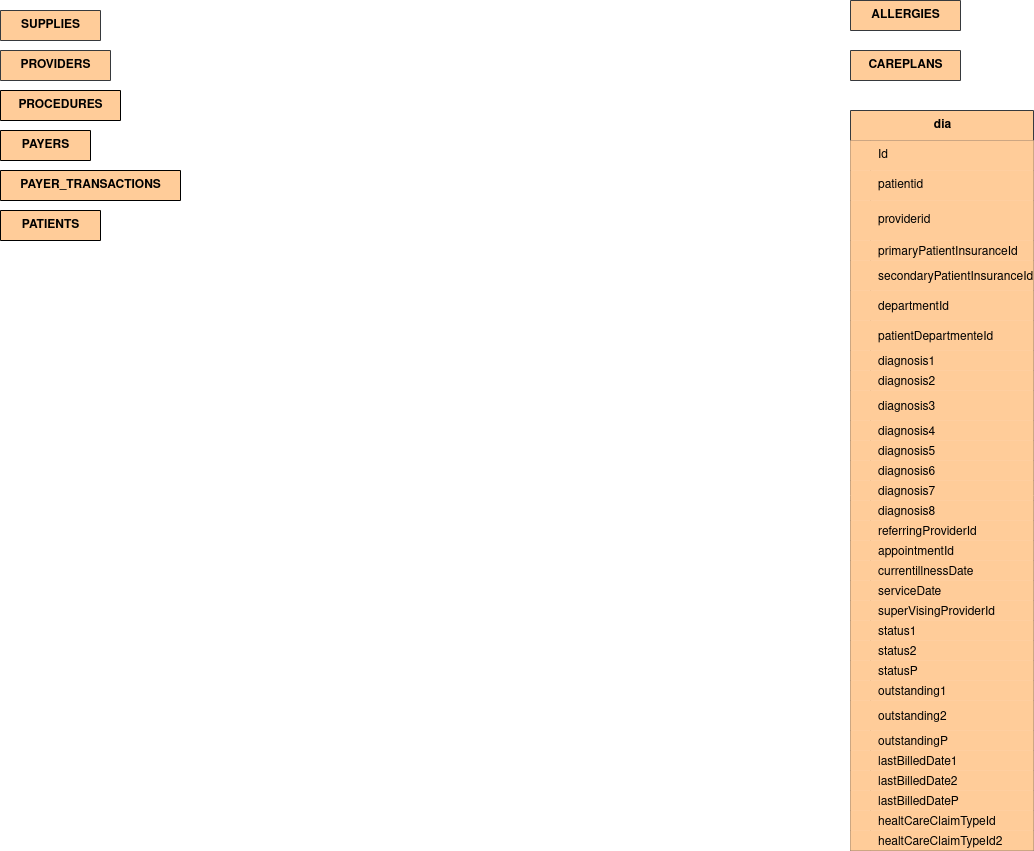 SUPPLIES
PROVIDERS
PROCEDURES
PAYERS
PAYER_TRANSACTIONS
PATIENTS
ALLERGIES
CAREPLANS
dia
Id
patientid
providerid
primaryPatientInsuranceId
secondaryPatientInsuranceId
departmentId
patientDepartmenteId
diagnosis1
diagnosis2
diagnosis3
diagnosis4
diagnosis5
diagnosis6
diagnosis7
diagnosis8
referringProviderId
appointmentId
currentillnessDate
serviceDate
superVisingProviderId
status1
status2
statusP
outstanding1
outstanding2
outstandingP
lastBilledDate1
lastBilledDate2
lastBilledDateP
healtCareClaimTypeId
healtCareClaimTypeId2